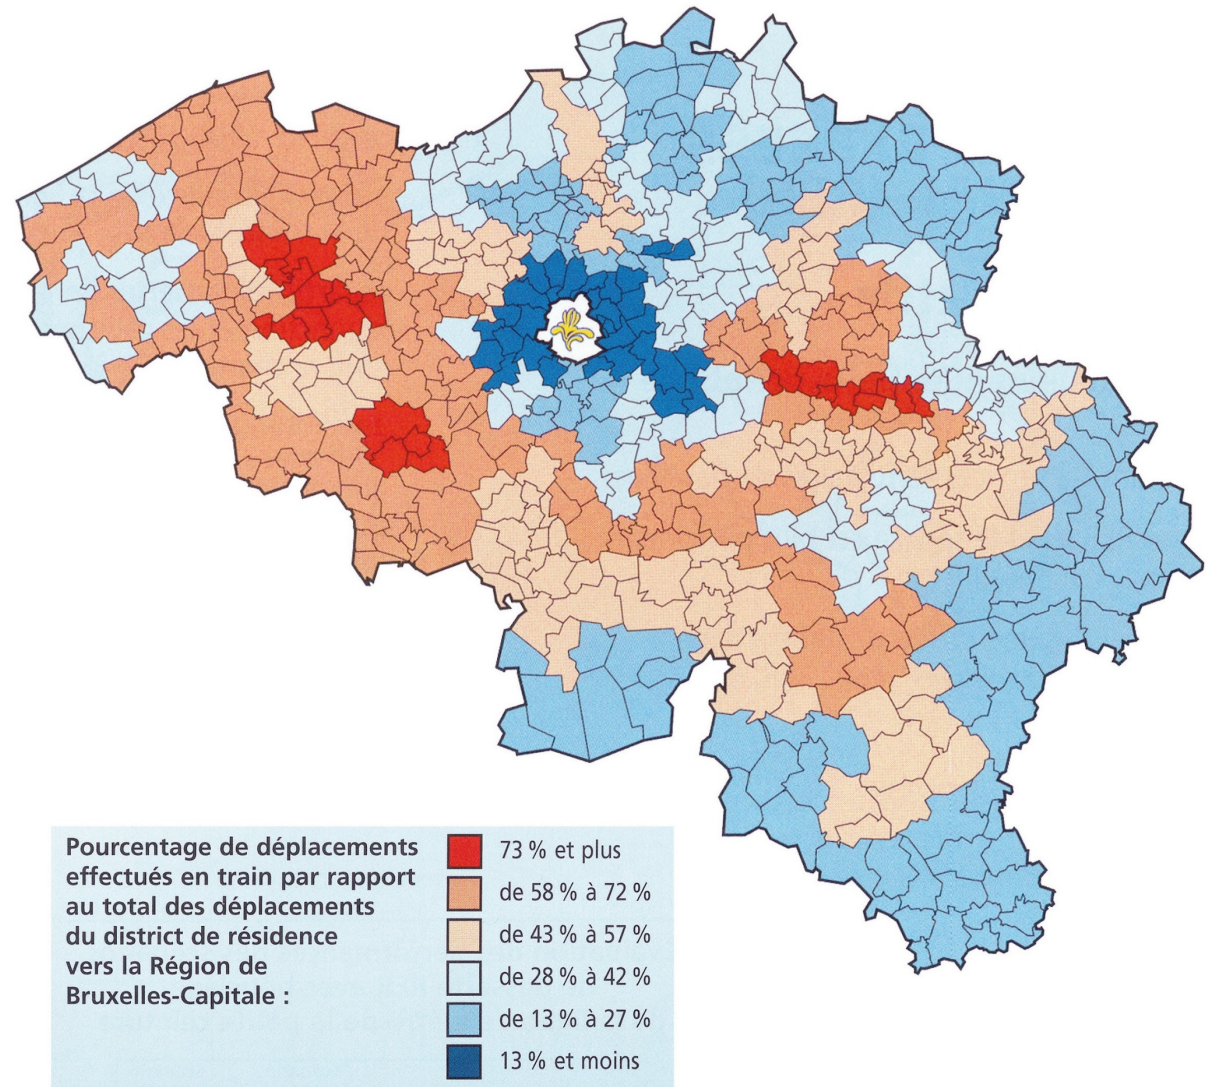 Pourcentage de déplacements
effectués en train par rapport
au total des déplacements
du district de résidence
vers la Région de
Bruxelles-Capitale :
73 % et plus
de 58 % à 72 %
de 43 % à 57 %
de 28 % à 42 %
de 13 % à 27 %
13 % et moins